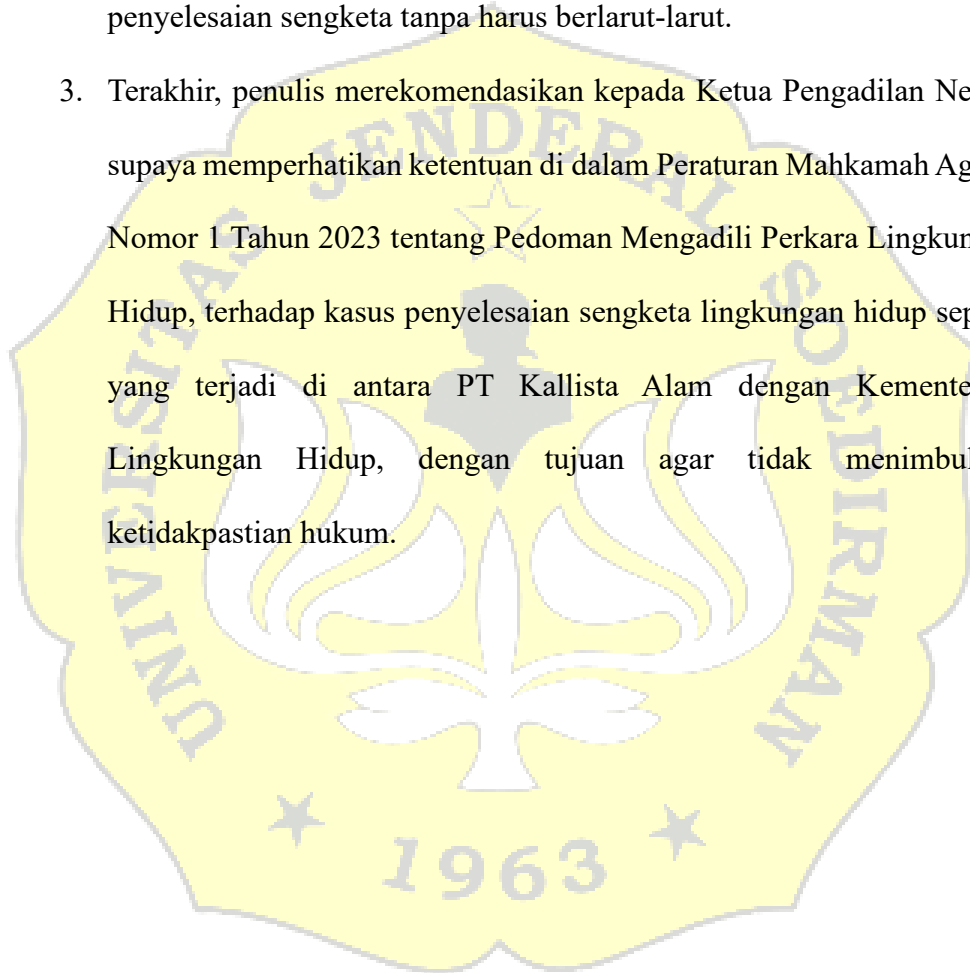 penyelesaian sengketa tanpa harus berlarut-larut.
3. Terakhir, penulis merekomendasikan kepada Ketua Pengadilan Ne
supaya memperhatikan ketentuan di dalam Peraturan Mahkamah Ag
Nomor 1 Tahun 2023 tentang Pedoman Mengadili Perkara Lingkun
Hidup, terhadap kasus penyelesaian sengketa lingkungan hidup sep
yang terjadi di antara PT Kallista Alam dengan Kemente
Lingkungan Hidup, dengan tujuan agar tidak menimbul
ketidakpastian hukum.
UNIVERSITAS JENDERAL SOEDIRMAN
1963